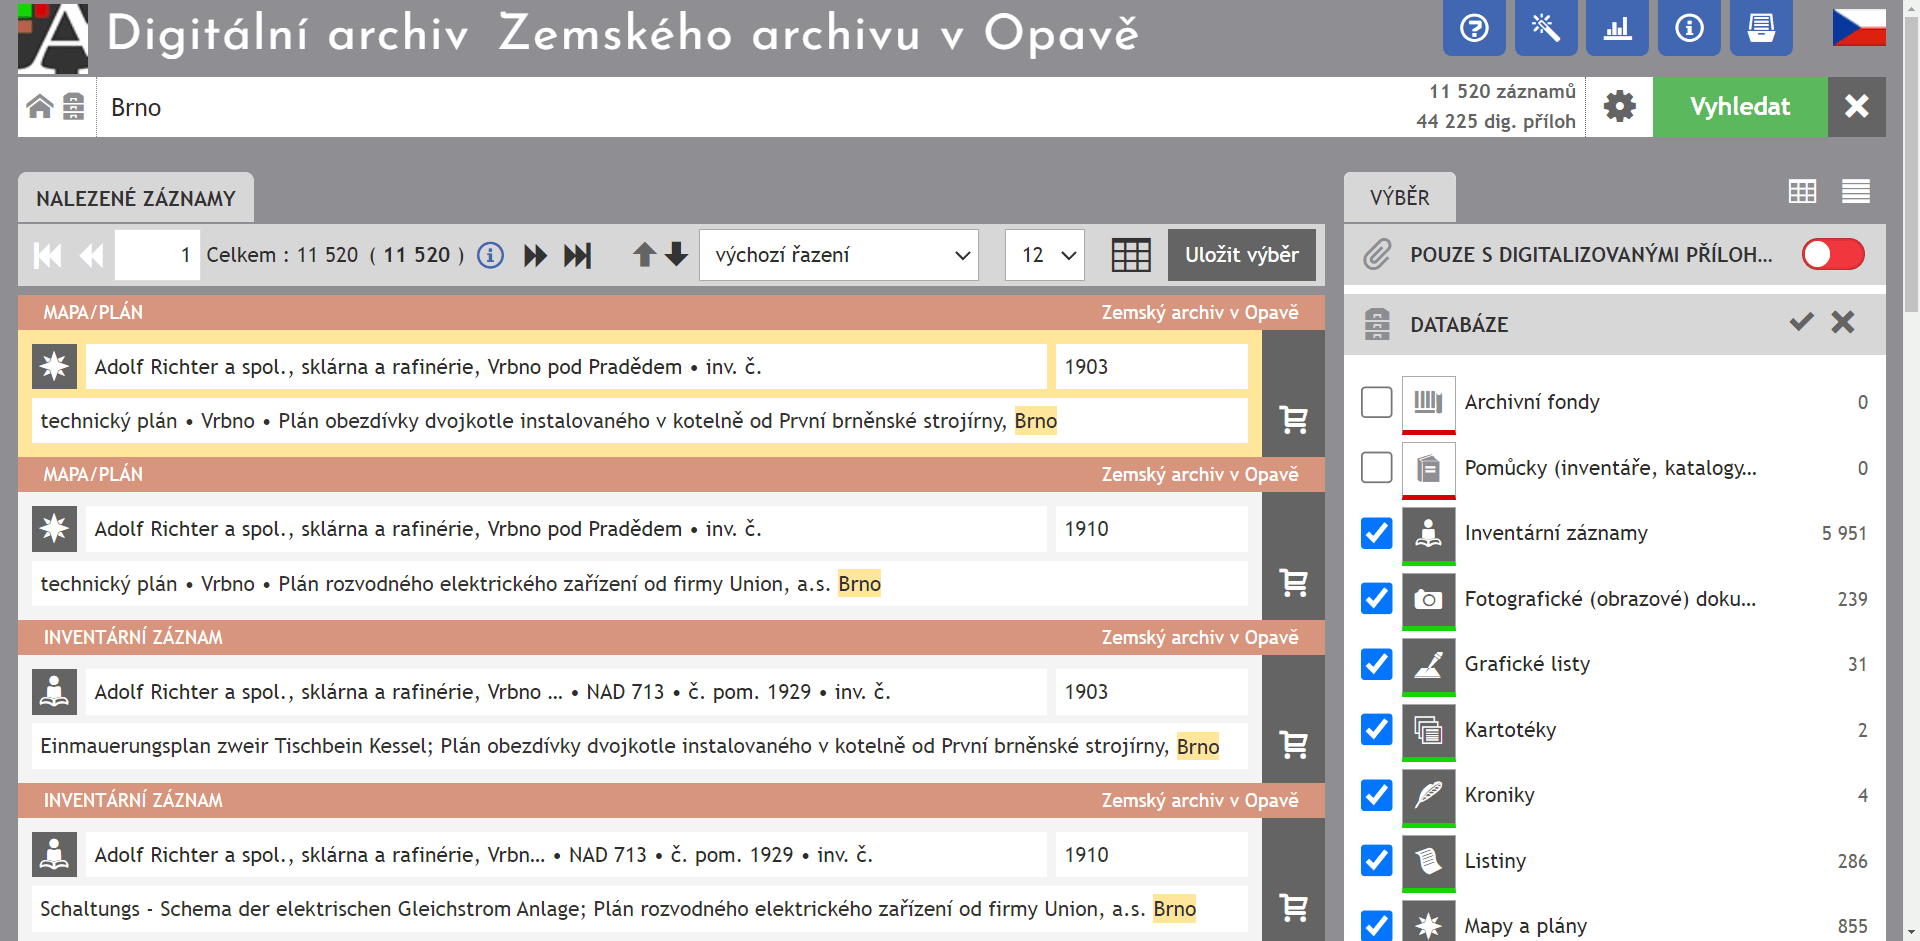 Digitální archiv Zemského archivu v Opavě
Brno
11 520 záznamů
44 225 dig. příloh
Vyhledat
NALEZENÉ ZÁZNAMY
1 Celkem : 11 520 ( 11 520 )
výchozí řazení
12
Uložit výběr
MAPA/PLÁN Zemský archiv v Opavě
Adolf Richter a spol., sklárna a rafinérie, Vrbno pod Pradědem • inv. č. 1903
technický plán • Vrbno • Plán obezdívky dvojkotle instalovaného v kotelně od První brněnské strojírny, Brno
MAPA/PLÁN Zemský archiv v Opavě
Adolf Richter a spol., sklárna a rafinérie, Vrbno pod Pradědem • inv. č. 1910
technický plán • Vrbno • Plán rozvodného elektrického zařízení od firmy Union, a.s. Brno
INVENTÁRNÍ ZÁZNAM Zemský archiv v Opavě
Adolf Richter a spol., sklárna a rafinérie, Vrbno ... • NAD 713 • č. pom. 1929 • inv. č. 1903
Einmauerungsplan zweir Tischbein Kessel; Plán obezdívky dvojkotle instalovaného v kotelně od První brněnské strojírny, Brno
INVENTÁRNÍ ZÁZNAM Zemský archiv v Opavě
Adolf Richter a spol., sklárna a rafinérie, Vrbn... • NAD 713 • č. pom. 1929 • inv. č. 1910
Schaltungs - Schema der elektrischen Gleichstrom Anlage; Plán rozvodného elektrického zařízení od firmy Union, a.s. Brno
VÝBĚR
POUZE S DIGITALIZOVANÝMI PŘÍLOH...
DATABÁZE
Archivní fondy 0
Pomůcky (inventáře, katalogy... 0
Inventární záznamy 5 951
Fotografické (obrazové) doku... 239
Grafické listy 31
Kartotéky 2
Kroniky 4
Listiny 286
Mapy a plány 855